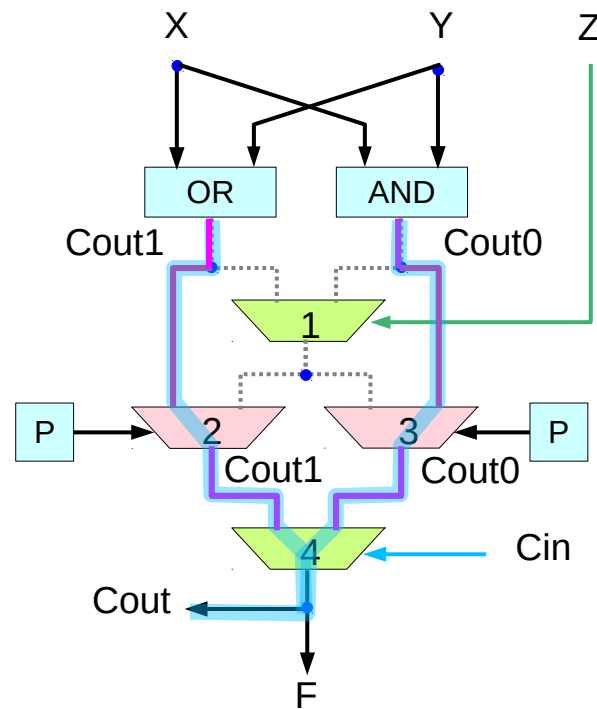 X Y Z
OR AND
Cout1 Cout0
1
P 2 3 P
Cout1 Cout0
4 Cin
Cout
F